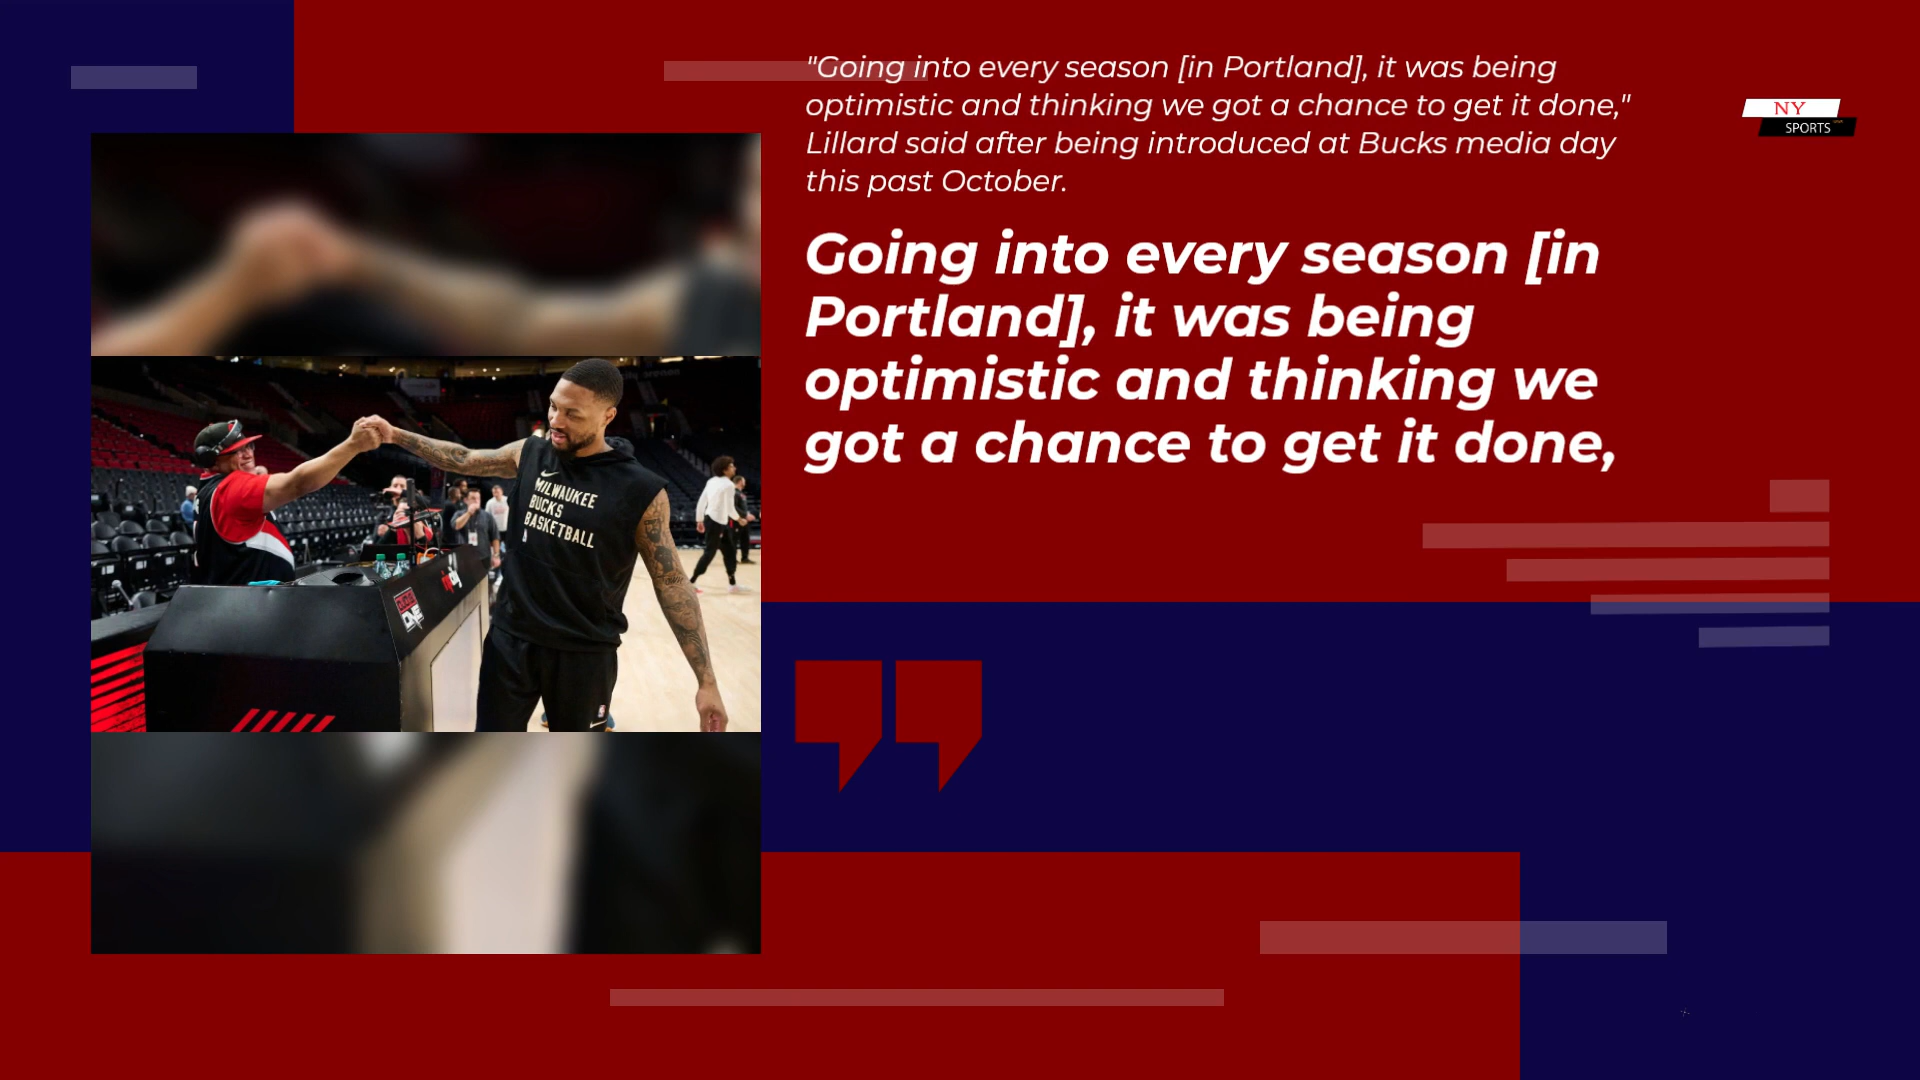 "Going into every season [in Portland], it was being
optimistic and thinking we got a chance to get it done,"
Lillard said after being introduced at Bucks media day
this past October.
Going into every season [in
Portland], it was being
optimistic and thinking we
got a chance to get it done,
NY
SPORTS
MILWAUKEE
BUCKS
BASKETBALL